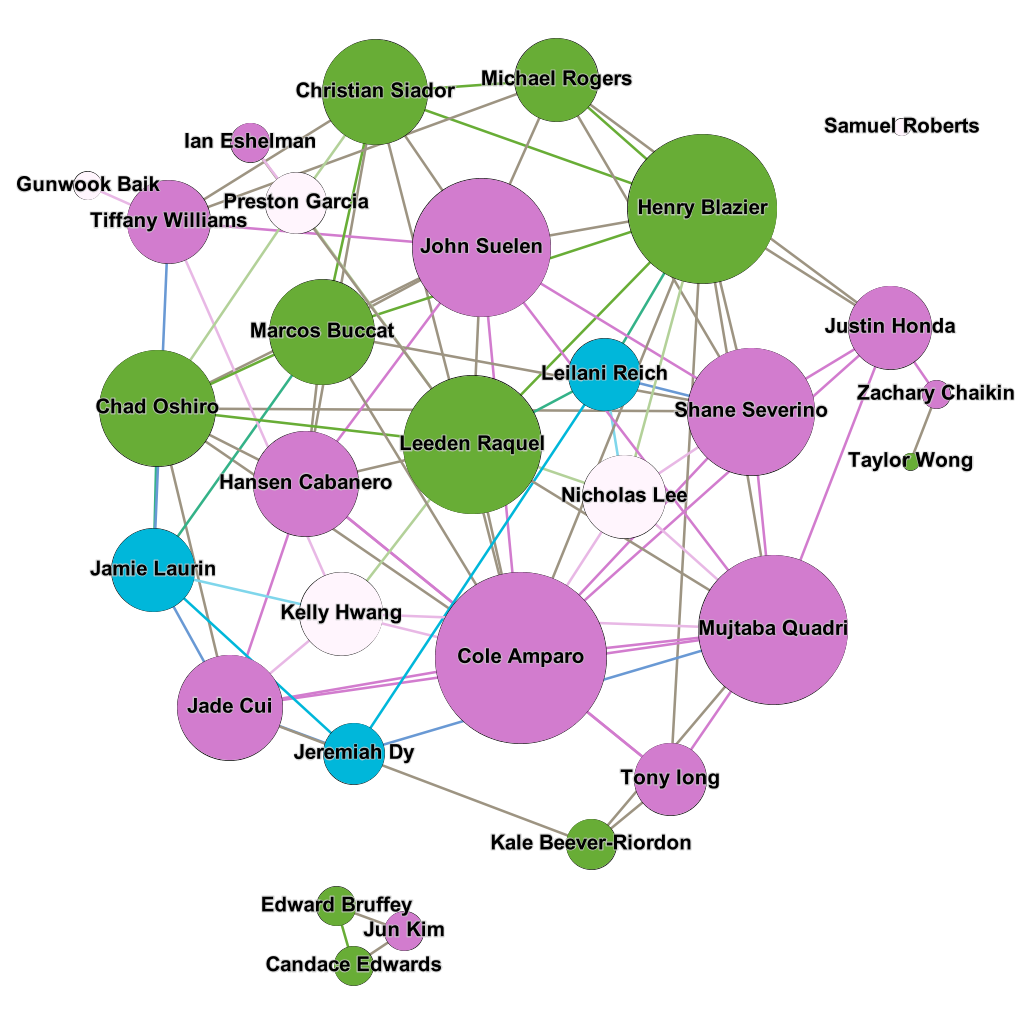 Christian Siador
Michael Rogers
Samuel Roberts
Ian Eshelman
Gunwook Baik
Preston Garcia
Tiffany Williams
Henry Blazier
John Suelen
Marcos Buccat
Justin Honda
Leilani Reich
Zachary Chaikin
Chad Oshiro
Shane Severino
Leeden Raquel
Taylor Wong
Hansen Cabanero
Nicholas Lee
Jamie Laurin
Kelly Hwang
Mujtaba Quadri
Cole Amparo
Jade Cui
Jeremiah Dy
Tony Iong
Kale Beever-Riordon
Edward Bruffey
Jun Kim
Candace Edwards